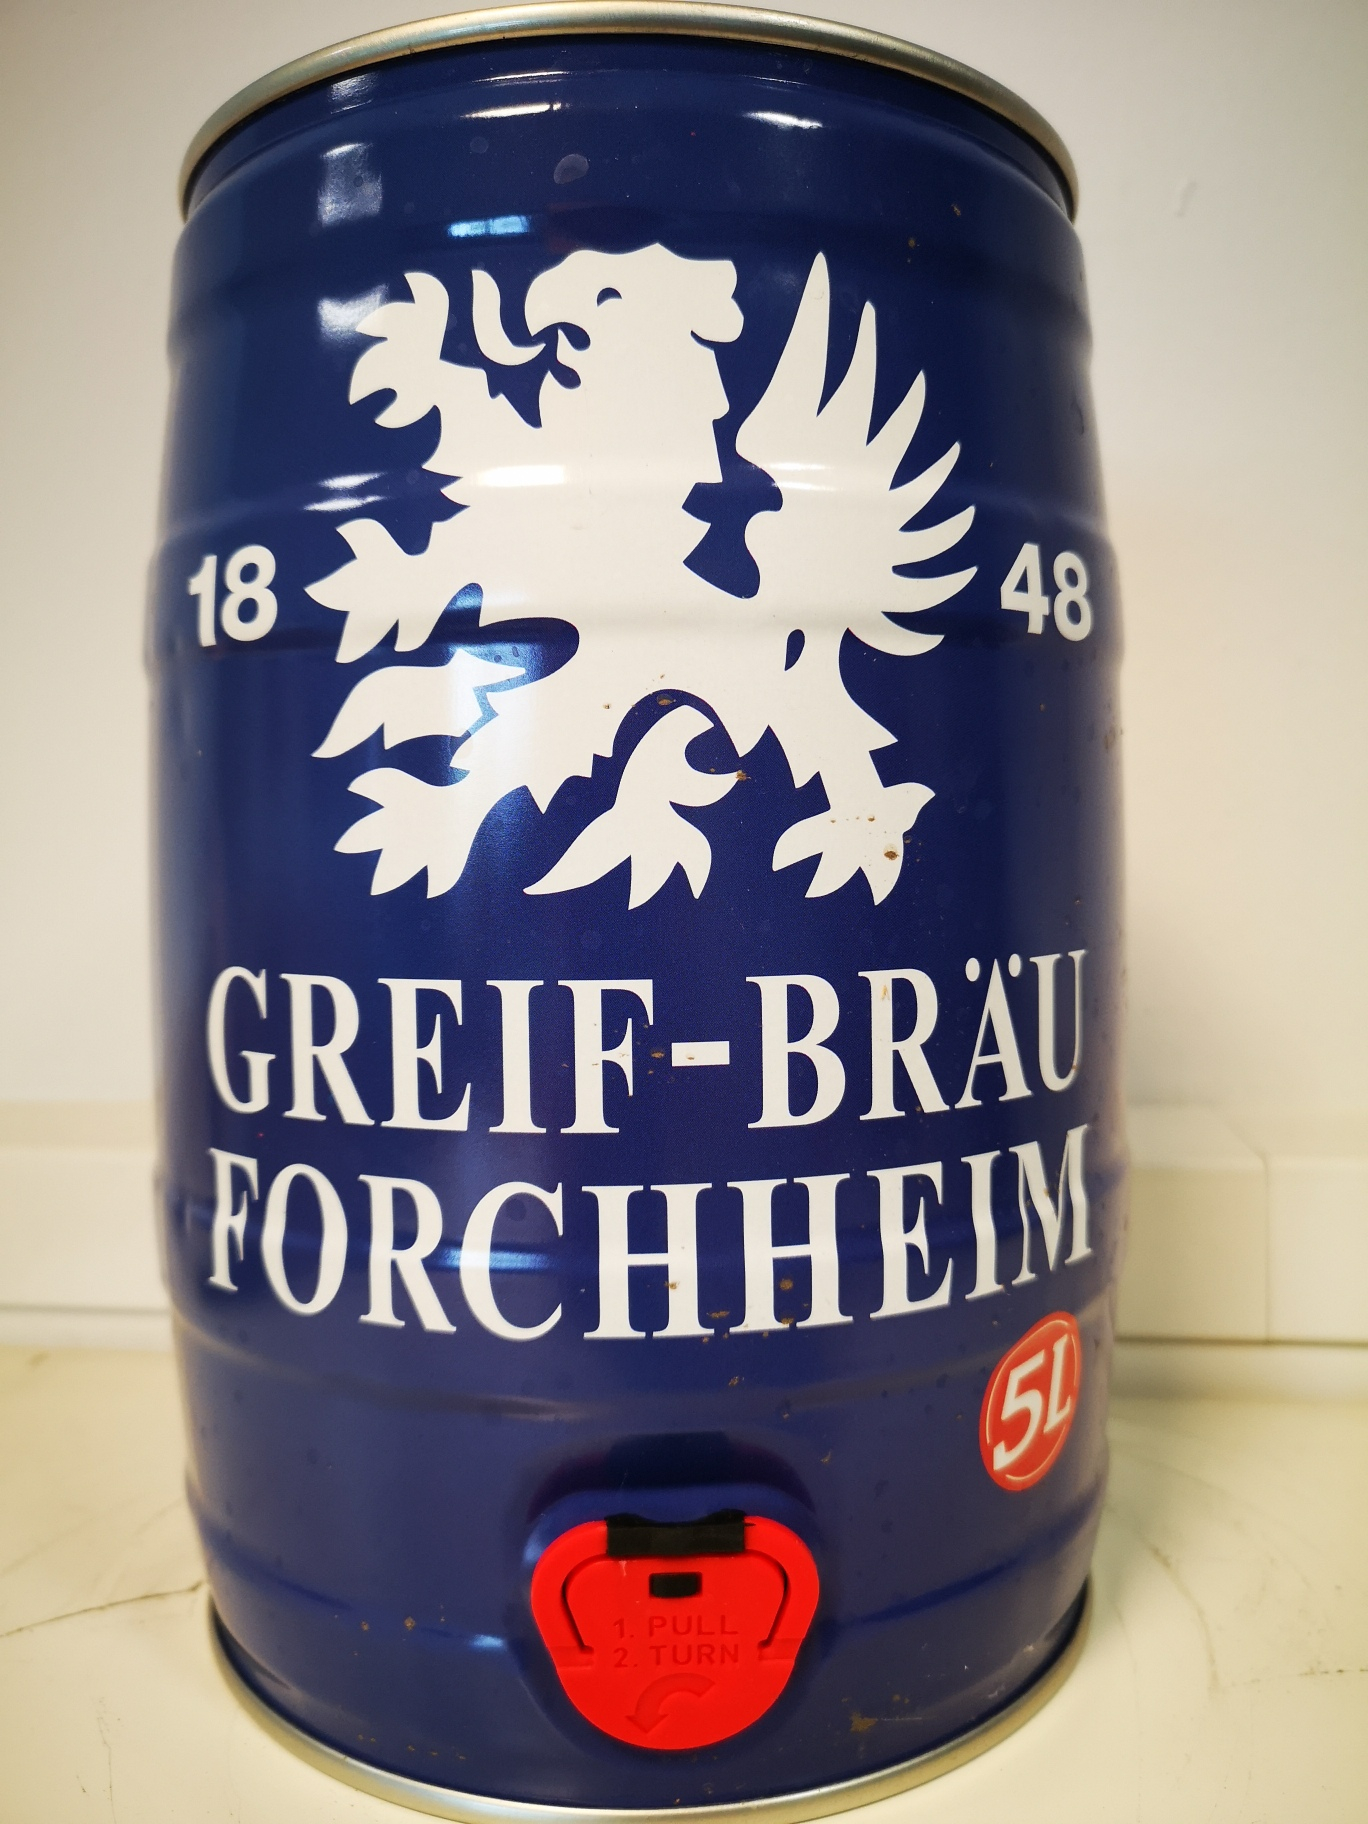 18 48
GREIF-BRÄU
FORCHHEIM
5L
1. PULL
2. TURN